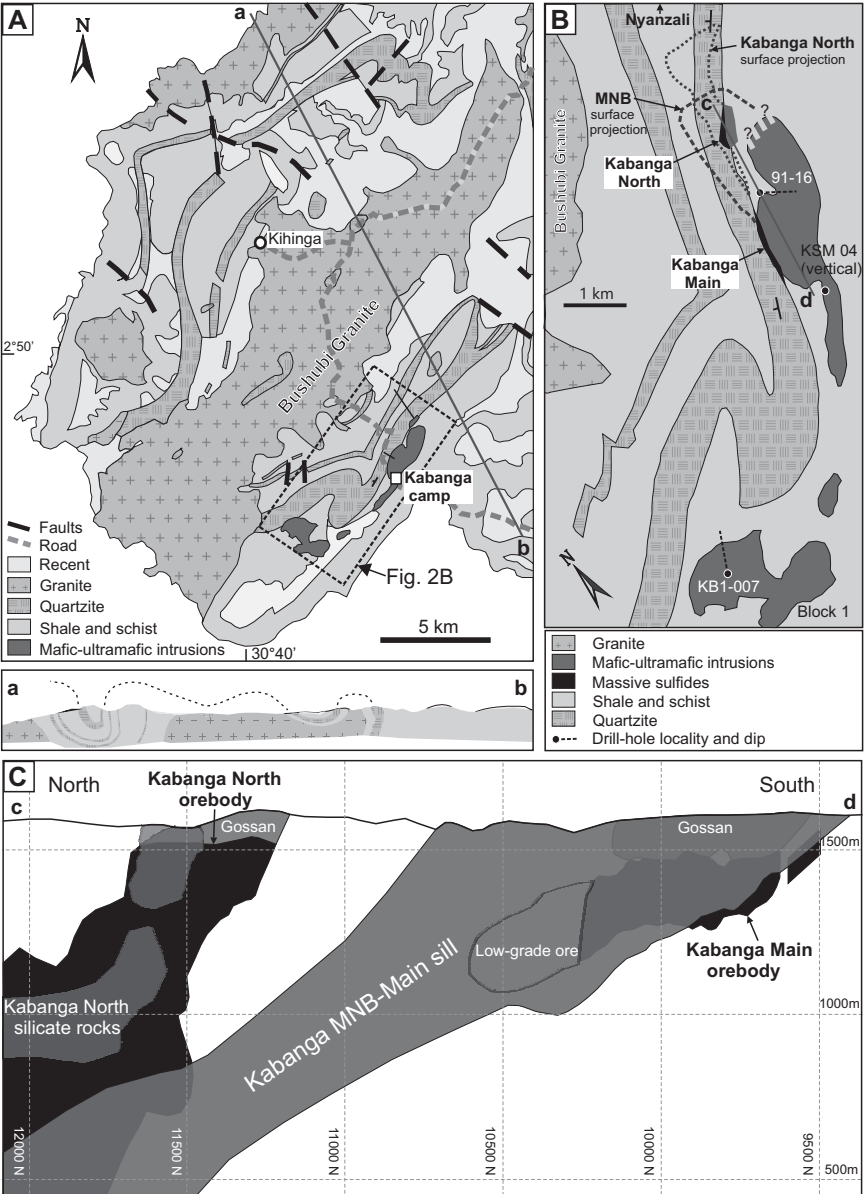 A
a
N
Kihinga
2°50'
Bushubi Granite
Kabanga
camp
b
Faults
Road
Recent
Granite
Quartzite
Shale and schist
Mafic-ultramafic intrusions
Fig. 2B
5 km
30°40'
a
b
B
Nyanzali
Kabanga North
surface projection
MNB
surface
projection
c
?
?
Kabanga
North
91-16
Bushubi Granite
Kabanga
Main
KSM 04
(vertical)
d
1 km
N
KB1-007
Block 1
Granite
Mafic-ultramafic intrusions
Massive sulfides
Shale and schist
Quartzite
Drill-hole locality and dip
C
North
South
c
d
Kabanga North
orebody
Gossan
Gossan
1500m
Low-grade ore
Kabanga Main
orebody
Kabanga North
silicate rocks
Kabanga MNB-Main sill
1000m
12000 N
11500 N
11000 N
10500 N
10000 N
9500 N
500m